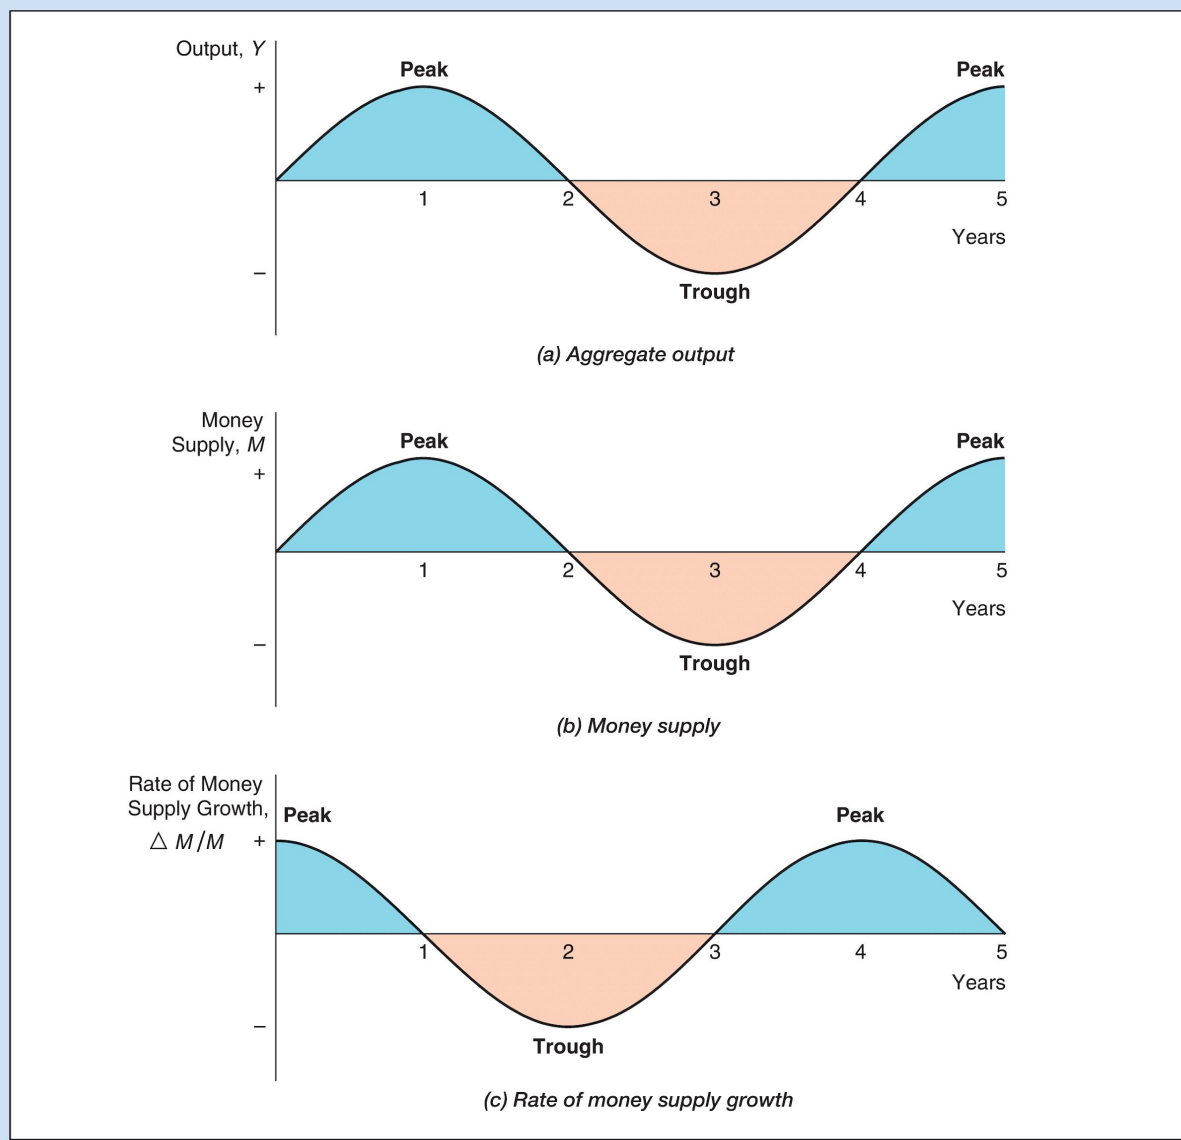 Output, Y
Peak
Peak
+
1
2
3
4
5
Years
–
Trough
(a) Aggregate output
Money
Supply, M
Peak
Peak
+
1
2
3
4
5
Years
–
Trough
(b) Money supply
Rate of Money
Supply Growth,
△ M/M
Peak
Peak
+
1
2
3
4
5
Years
–
Trough
(c) Rate of money supply growth